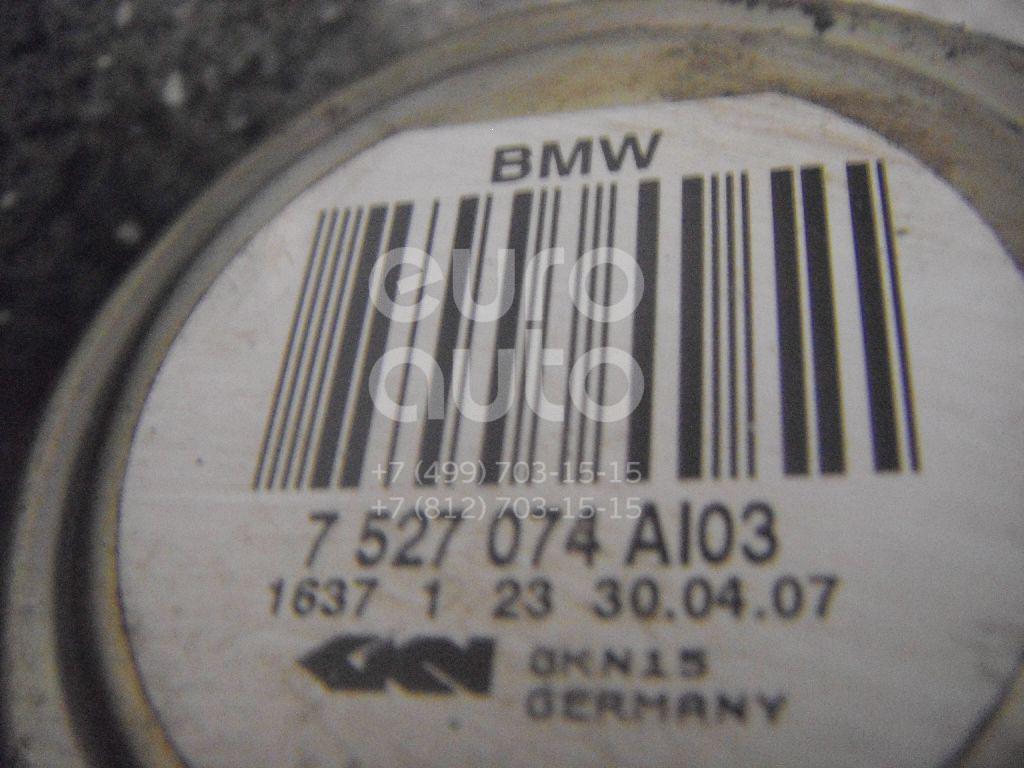 BMW
euro
auto
+7 (499) 703-15-15
+7 (812) 703-15-15
7 527 074 AI03
1637 1 23 30.04.07
GKN GKN15
GERMANY